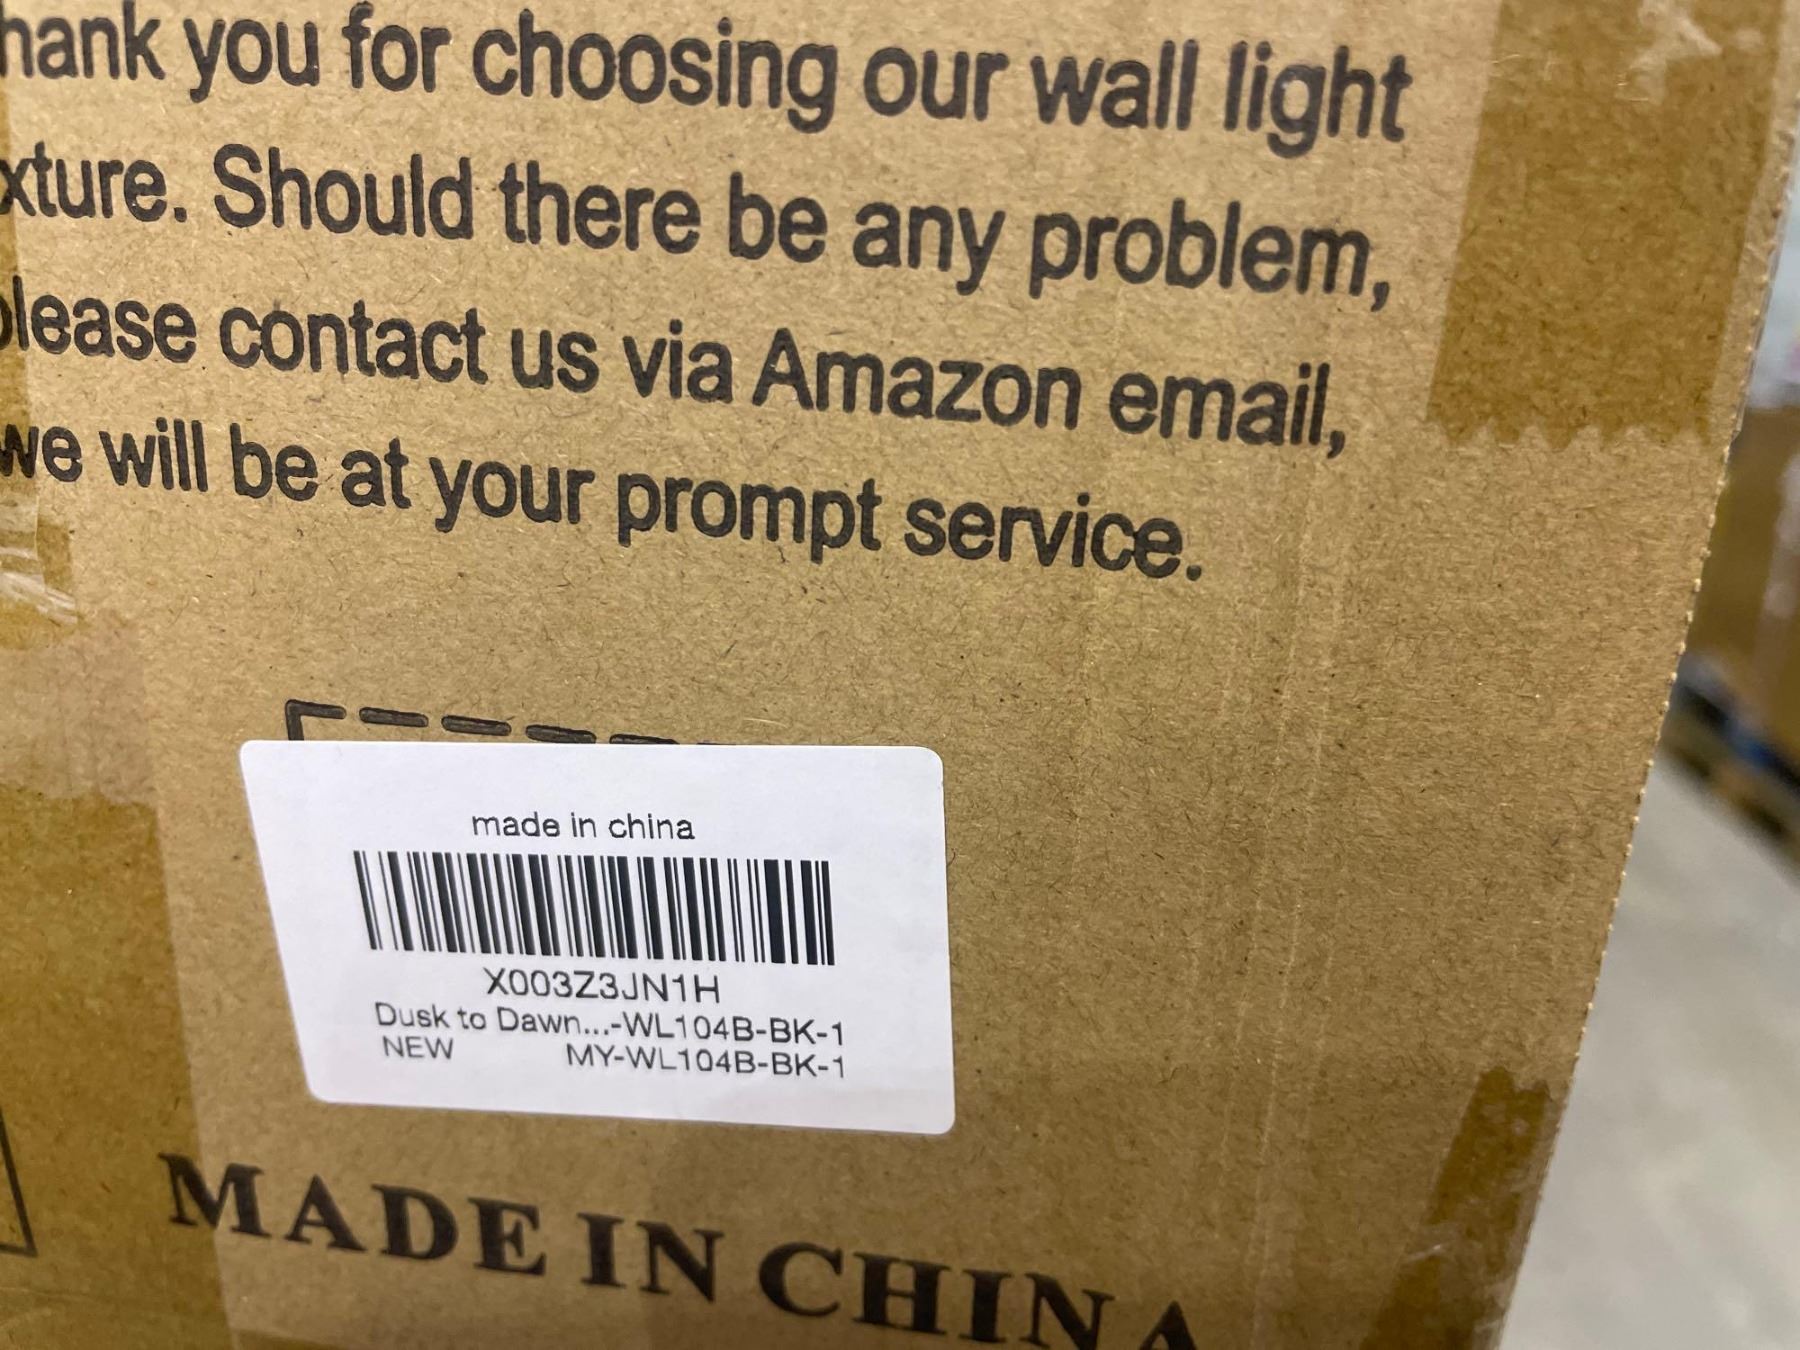 hank you for choosing our wall light
xture. Should there be any problem,
please contact us via Amazon email,
we will be at your prompt service.
made in china
X003Z3JN1H
Dusk to Dawn...-WL104B-BK-1
NEW MY-WL104B-BK-1
MADE IN CHINA